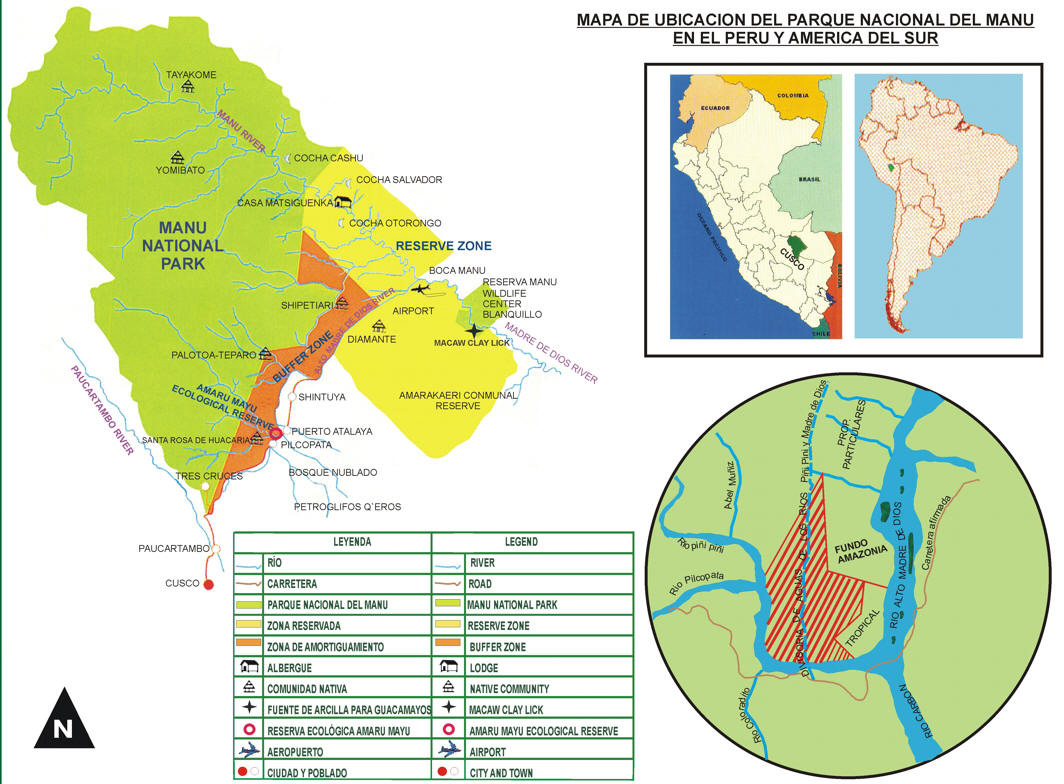 MAPA DE UBICACION DEL PARQUE NACIONAL DEL MANU
EN EL PERU Y AMERICA DEL SUR
TAYAKOME
MANU RIVER
YOMIBATO
COCHA CASHU
COCHA SALVADOR
CASA MATSIGUENKA
COCHA OTORONGO
MANU
NATIONAL
PARK
RESERVE ZONE
BOCA MANU
RESERVA MANU
WILDLIFE
CENTER
BLANQUILLO
SHIPETIARI
AIRPORT
ALTO MADRE DE DIOS RIVER
DIAMANTE
MACAW CLAY LICK
MADRE DE DIOS RIVER
PALOTOA-TEPARO
BUFFER ZONE
AMARU MAYU
ECOLOGICAL RESERVE
SHINTUYA
AMARAKAERI CONMUNAL
RESERVE
PAUCARTAMBO RIVER
PUERTO ATALAYA
SANTA ROSA DE HUACARIA
PILCOPATA
TRES CRUCES
BOSQUE NUBLADO
PETROGLIFOS Q'EROS
PAUCARTAMBO
CUSCO
LEYENDA LEGEND
RÍO RIVER
CARRETERA ROAD
PARQUE NACIONAL DEL MANU MANU NATIONAL PARK
ZONA RESERVADA RESERVE ZONE
ZONA DE AMORTIGUAMIENTO BUFFER ZONE
ALBERGUE LODGE
COMUNIDAD NATIVA NATIVE COMMUNITY
FUENTE DE ARCILLA PARA GUACAMAYOS MACAW CLAY LICK
RESERVA ECOLÓGICA AMARU MAYU AMARU MAYU ECOLOGICAL RESERVE
AEROPUERTO AIRPORT
CIUDAD Y POBLADO CITY AND TOWN
N
ECUADOR
COLOMBIA
BRASIL
OCEANO PACIFICO
CUSCO
BOLIVIA
CHILE
Piñi Pini y Madre de Dios
DIVISORIA DE AGUAS DE LOS RIOS
PROP.
PARTICULARES
Abel Muñiz
Rio piñi piñi
Rio Pilcopata
FUNDO
AMAZONIA
RIO ALTO MADRE DE DIOS
Carretera afirmada
TROPICAL
Rio Coloradito
RIO CARBON